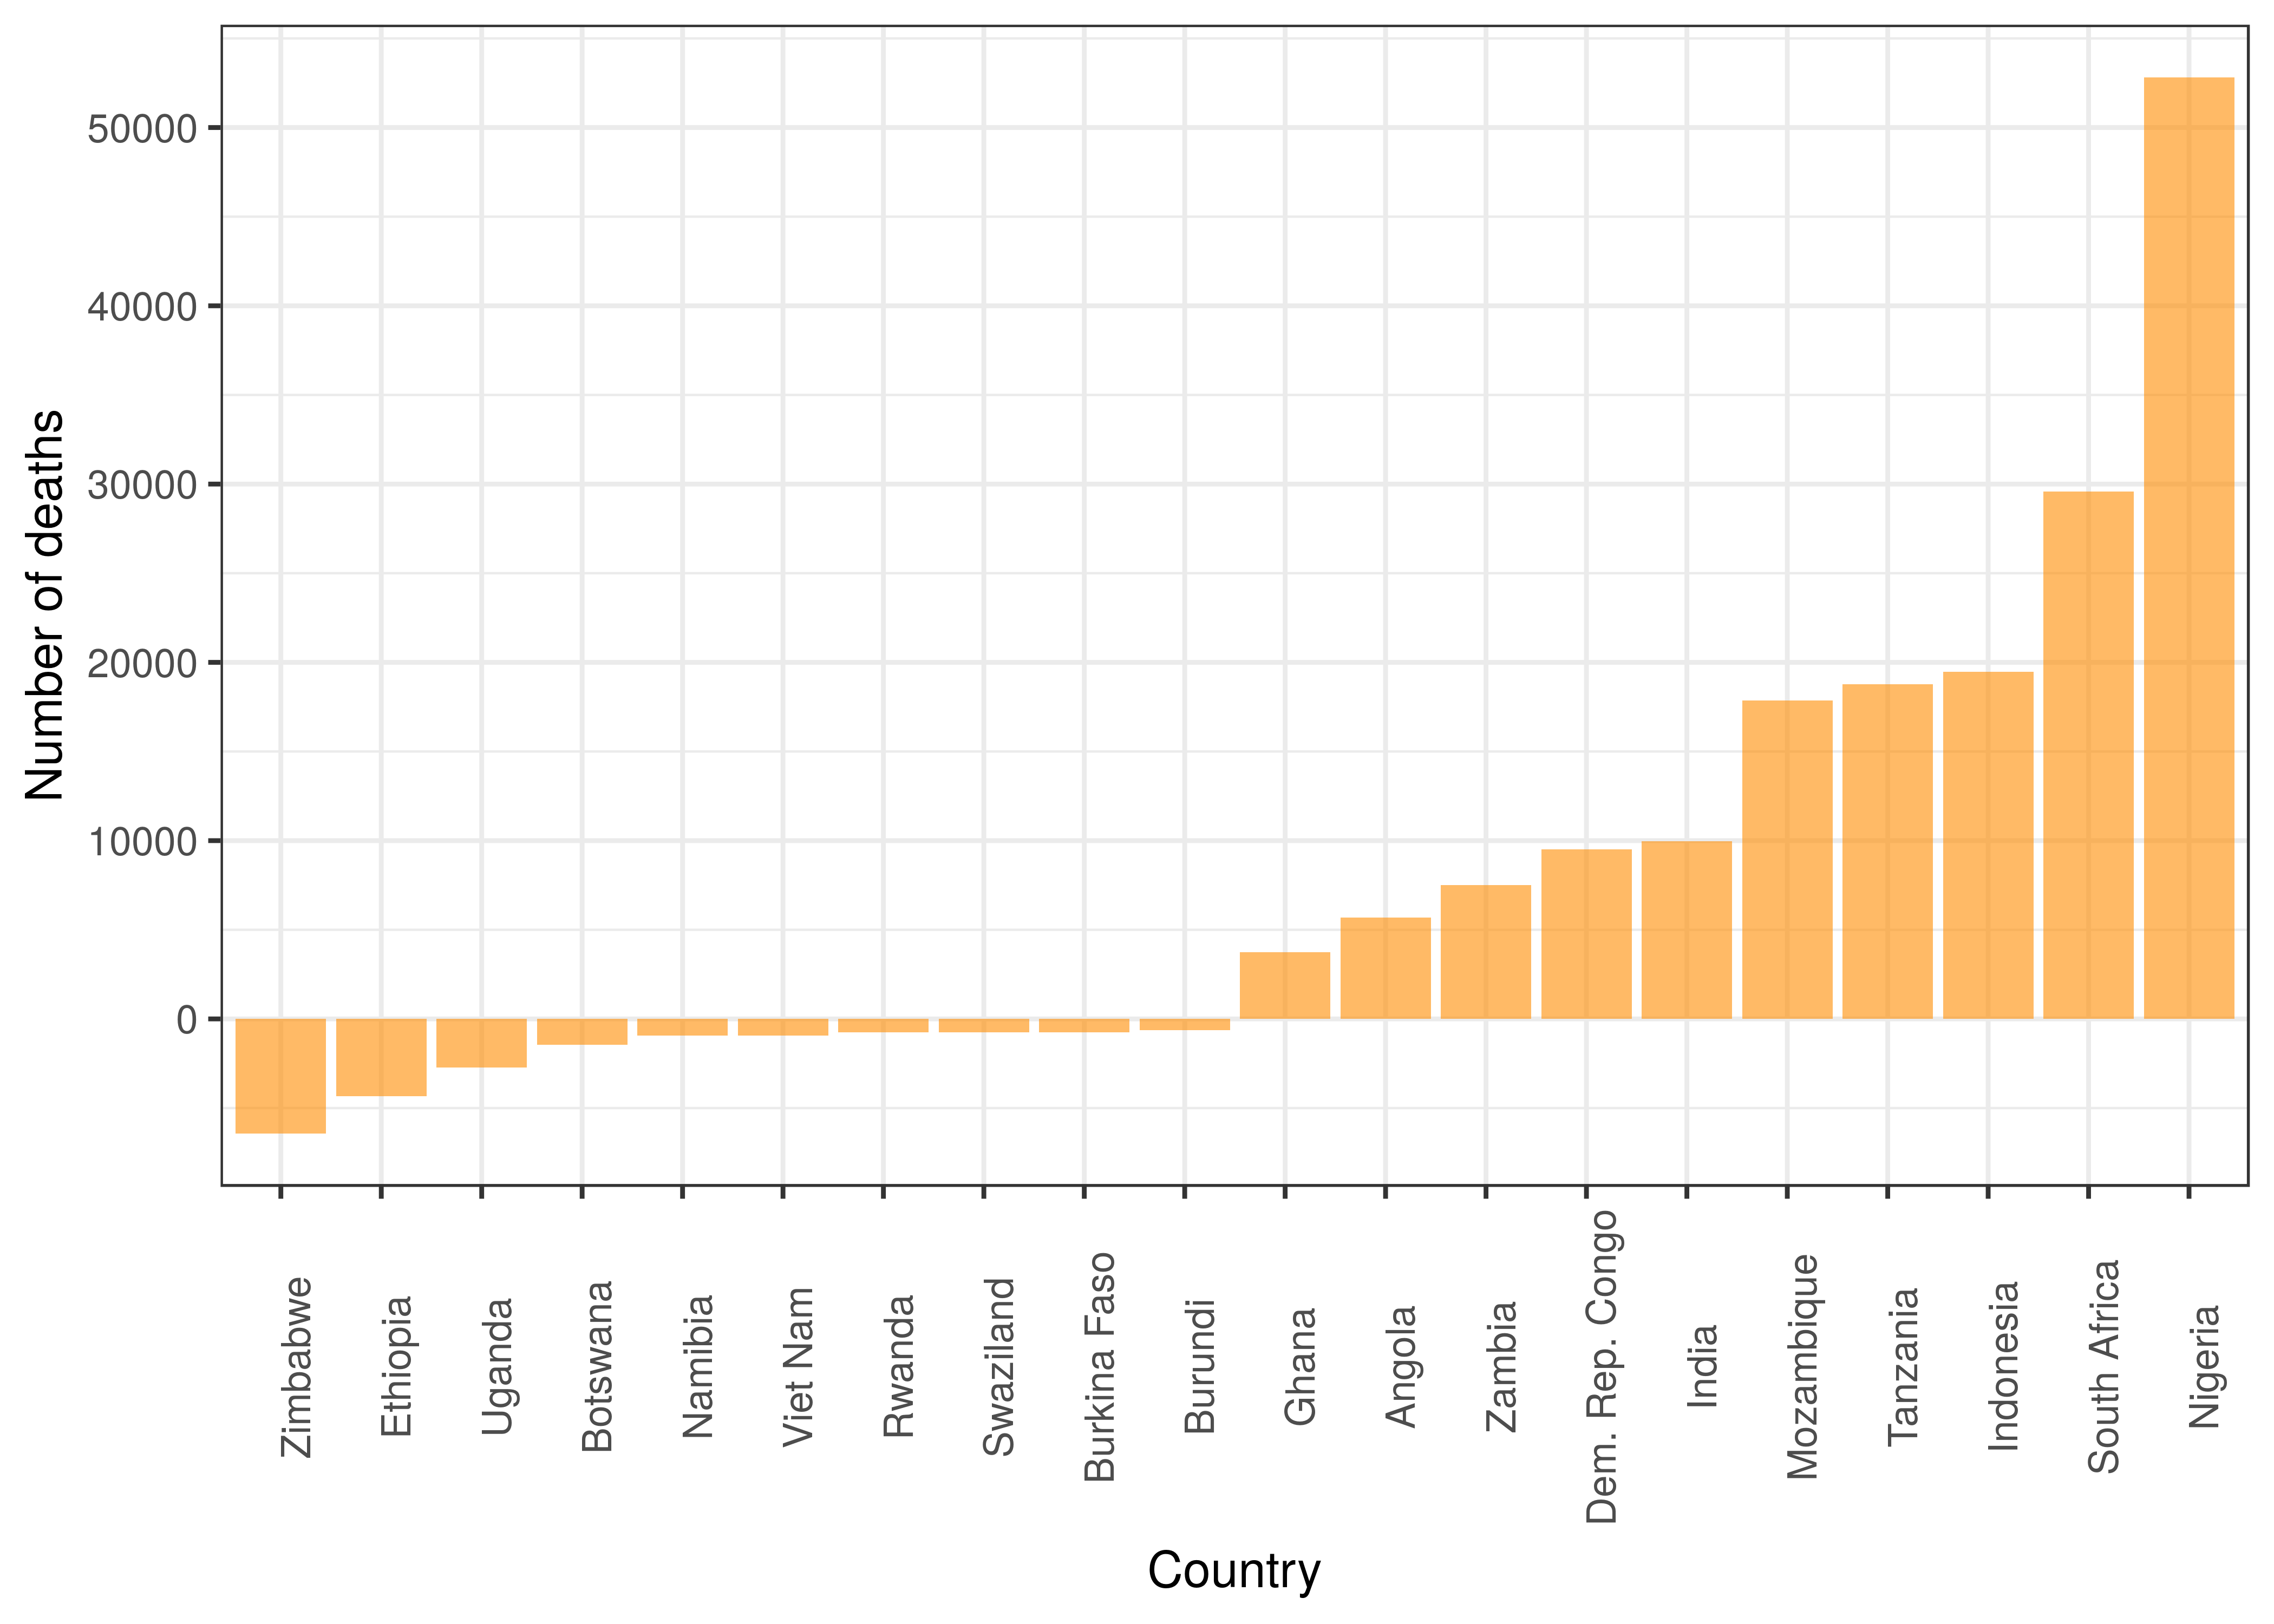 Number of deaths
50000
40000
30000
20000
10000
0
Zimbabwe
Ethiopia
Uganda
Botswana
Namibia
Viet Nam
Rwanda
Swaziland
Burkina Faso
Burundi
Ghana
Angola
Zambia
Dem. Rep. Congo
India
Mozambique
Tanzania
Indonesia
South Africa
Nigeria
Country